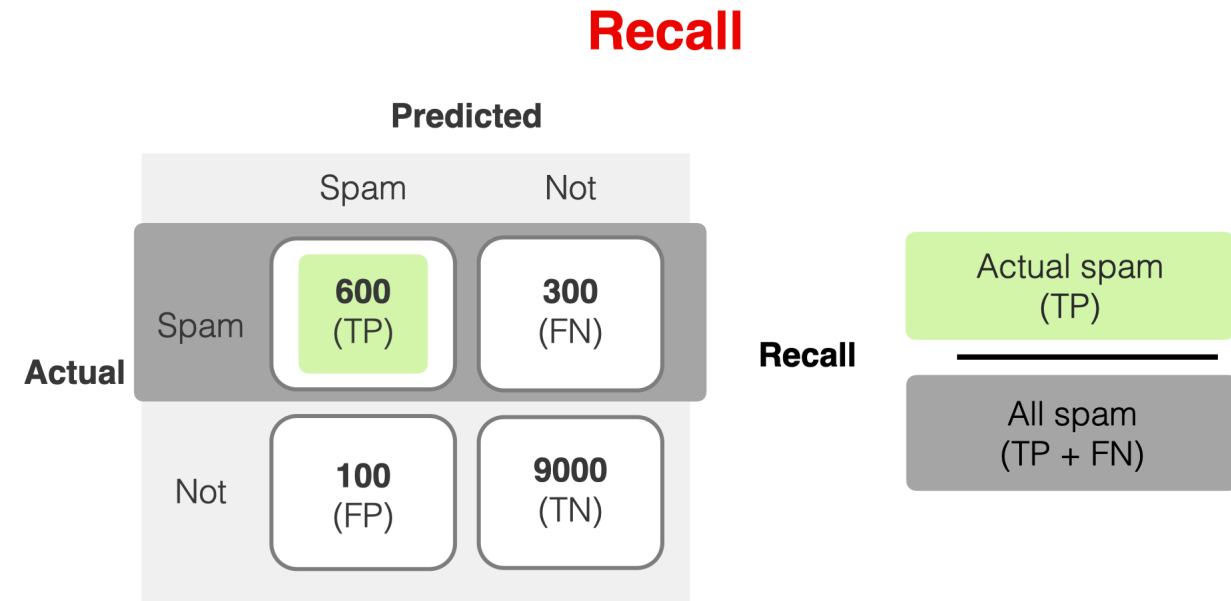 Recall
Predicted
Spam Not
600 300
(TP) (FN)
Spam
Actual
100 9000
(FP) (TN)
Not
Recall
Actual spam
(TP)
All spam
(TP + FN)